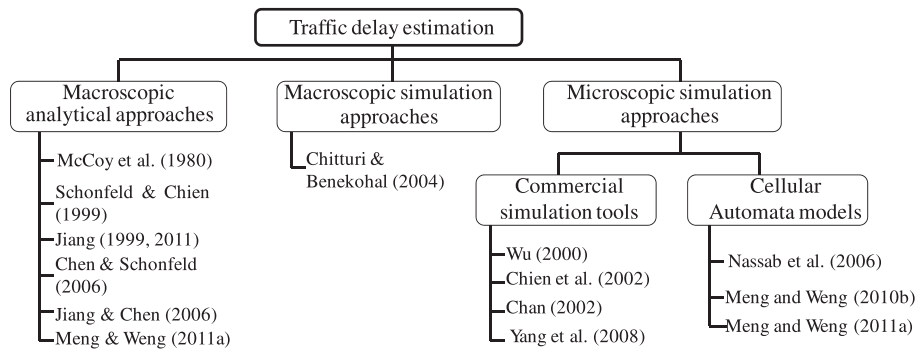 Traffic delay estimation
Macroscopic
analytical approaches
McCoy et al. (1980)
Schonfeld & Chien
(1999)
Jiang (1999, 2011)
Chen & Schonfeld
(2006)
Jiang & Chen (2006)
Meng & Weng (2011a)
Macroscopic simulation
approaches
Chitturi &
Benekohal (2004)
Microscopic simulation
approaches
Commercial
simulation tools
Wu (2000)
Chien et al. (2002)
Chan (2002)
Yang et al. (2008)
Cellular
Automata models
Nassab et al. (2006)
Meng and Weng (2010b)
Meng and Weng (2011a)